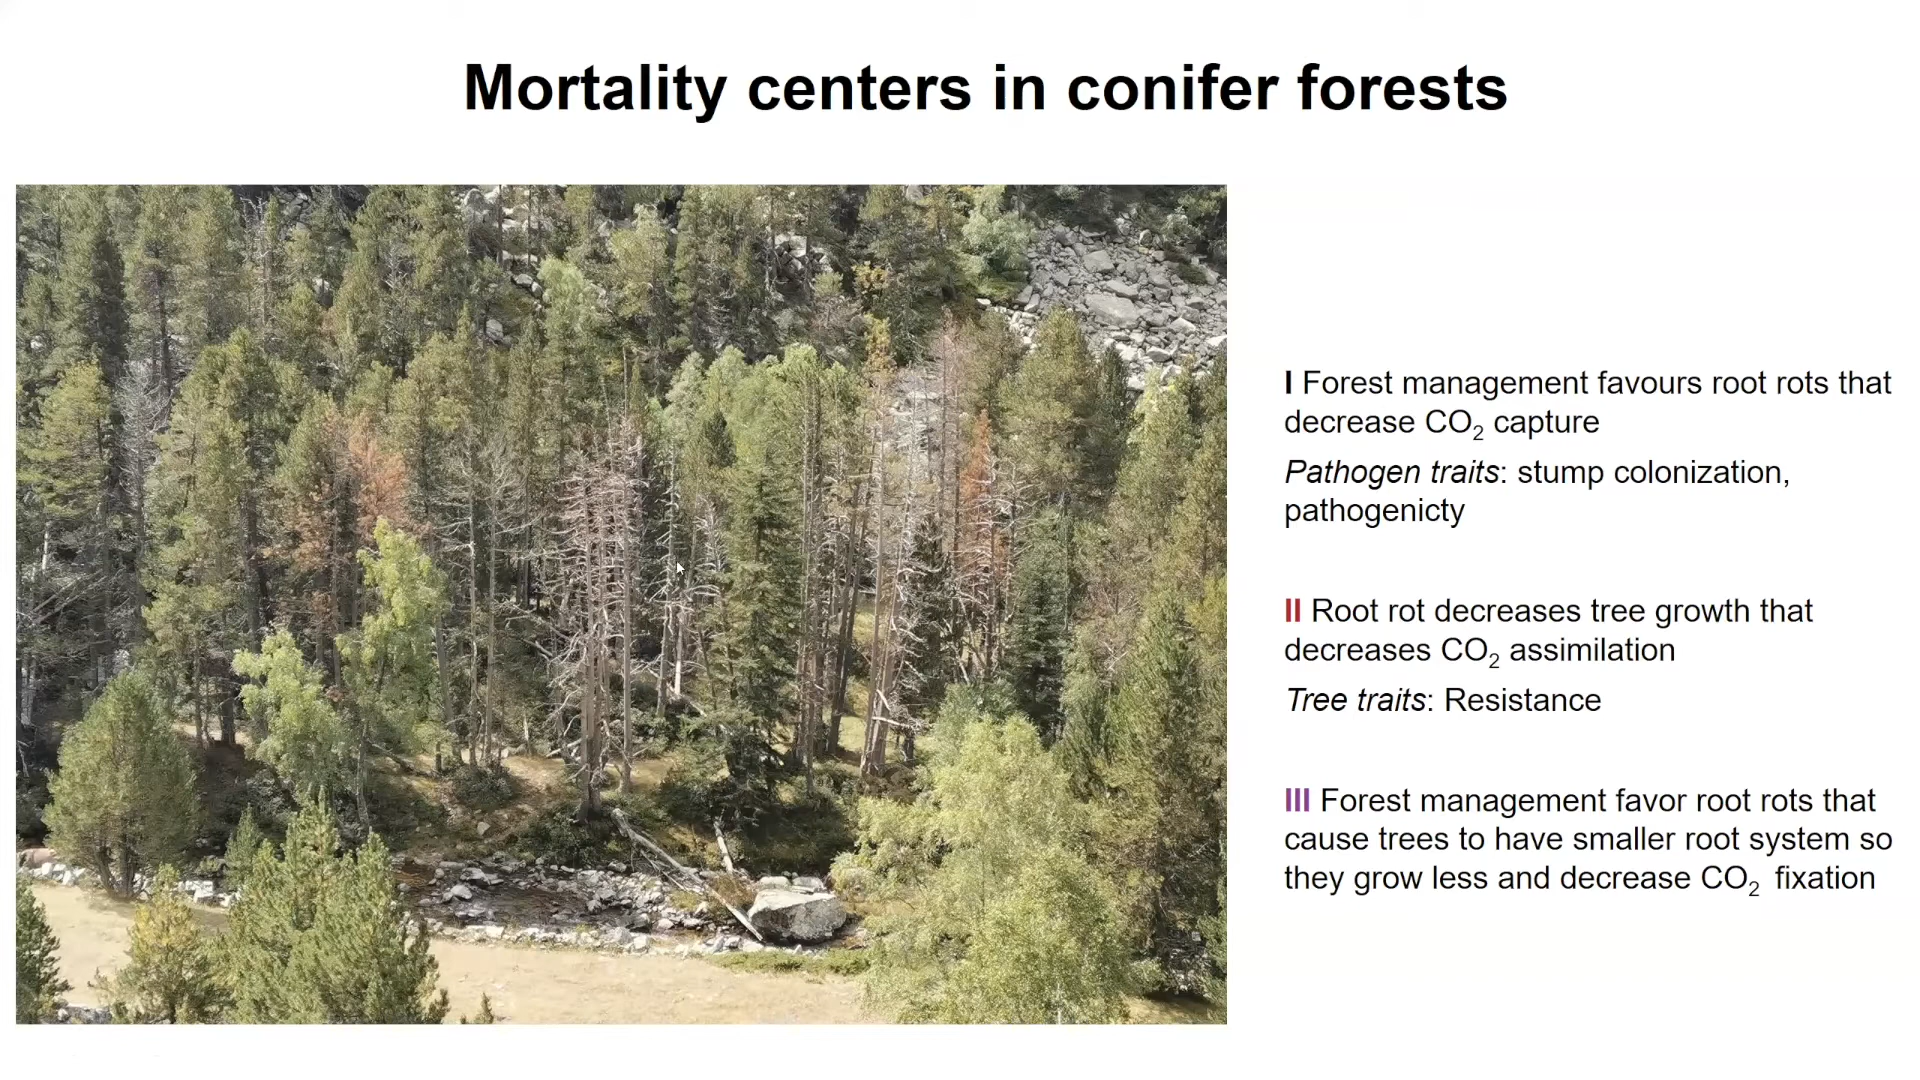 Mortality centers in conifer forests
I Forest management favours root rots that
decrease CO₂ capture
Pathogen traits: stump colonization,
pathogenicty
II Root rot decreases tree growth that
decreases CO₂ assimilation
Tree traits: Resistance
III Forest management favor root rots that
cause trees to have smaller root system so
they grow less and decrease CO₂ fixation